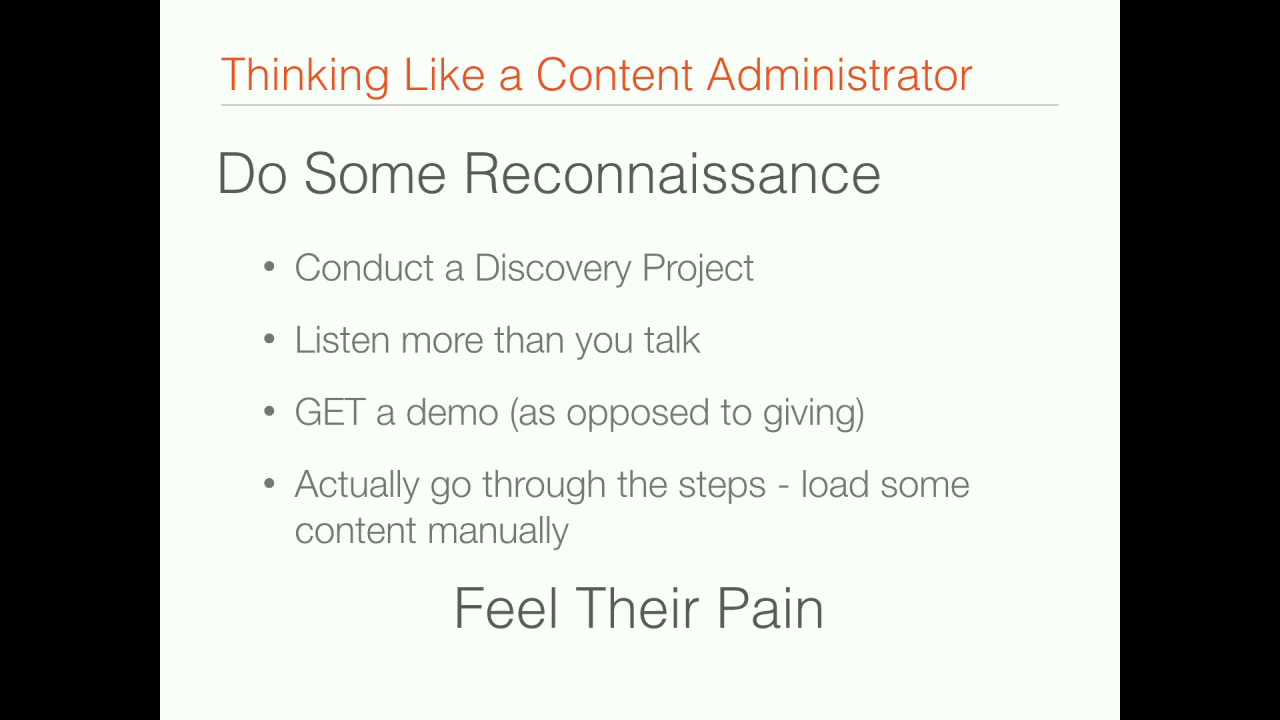 Thinking Like a Content Administrator
Do Some Reconnaissance
• Conduct a Discovery Project
• Listen more than you talk
• GET a demo (as opposed to giving)
• Actually go through the steps - load some
content manually
Feel Their Pain